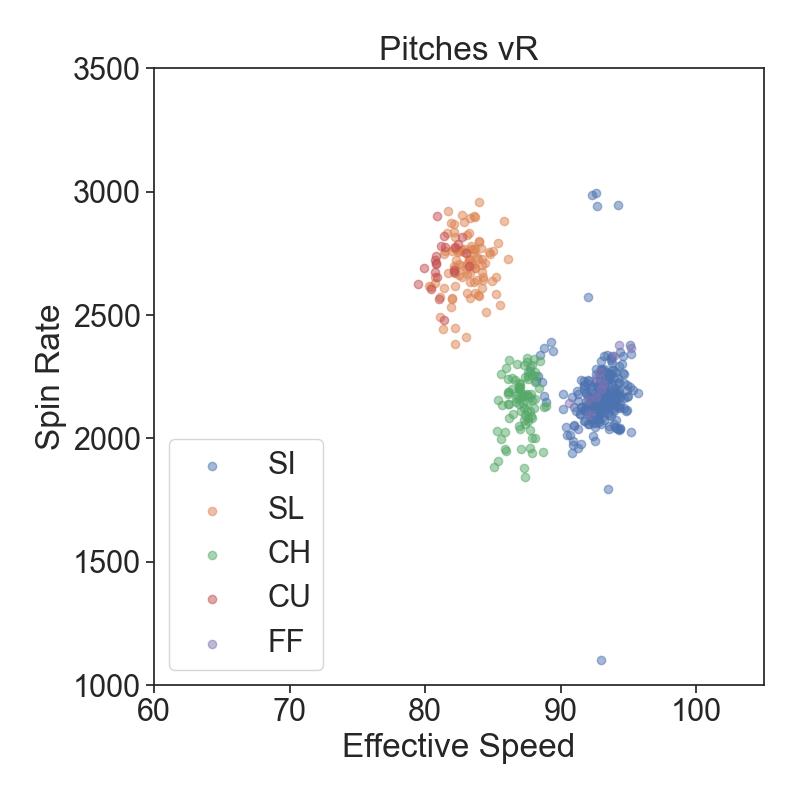 Pitches vR
3500
3000
2500
2000
1500
1000
Spin Rate
SI
SL
CH
CU
FF
60 70 80 90 100
Effective Speed